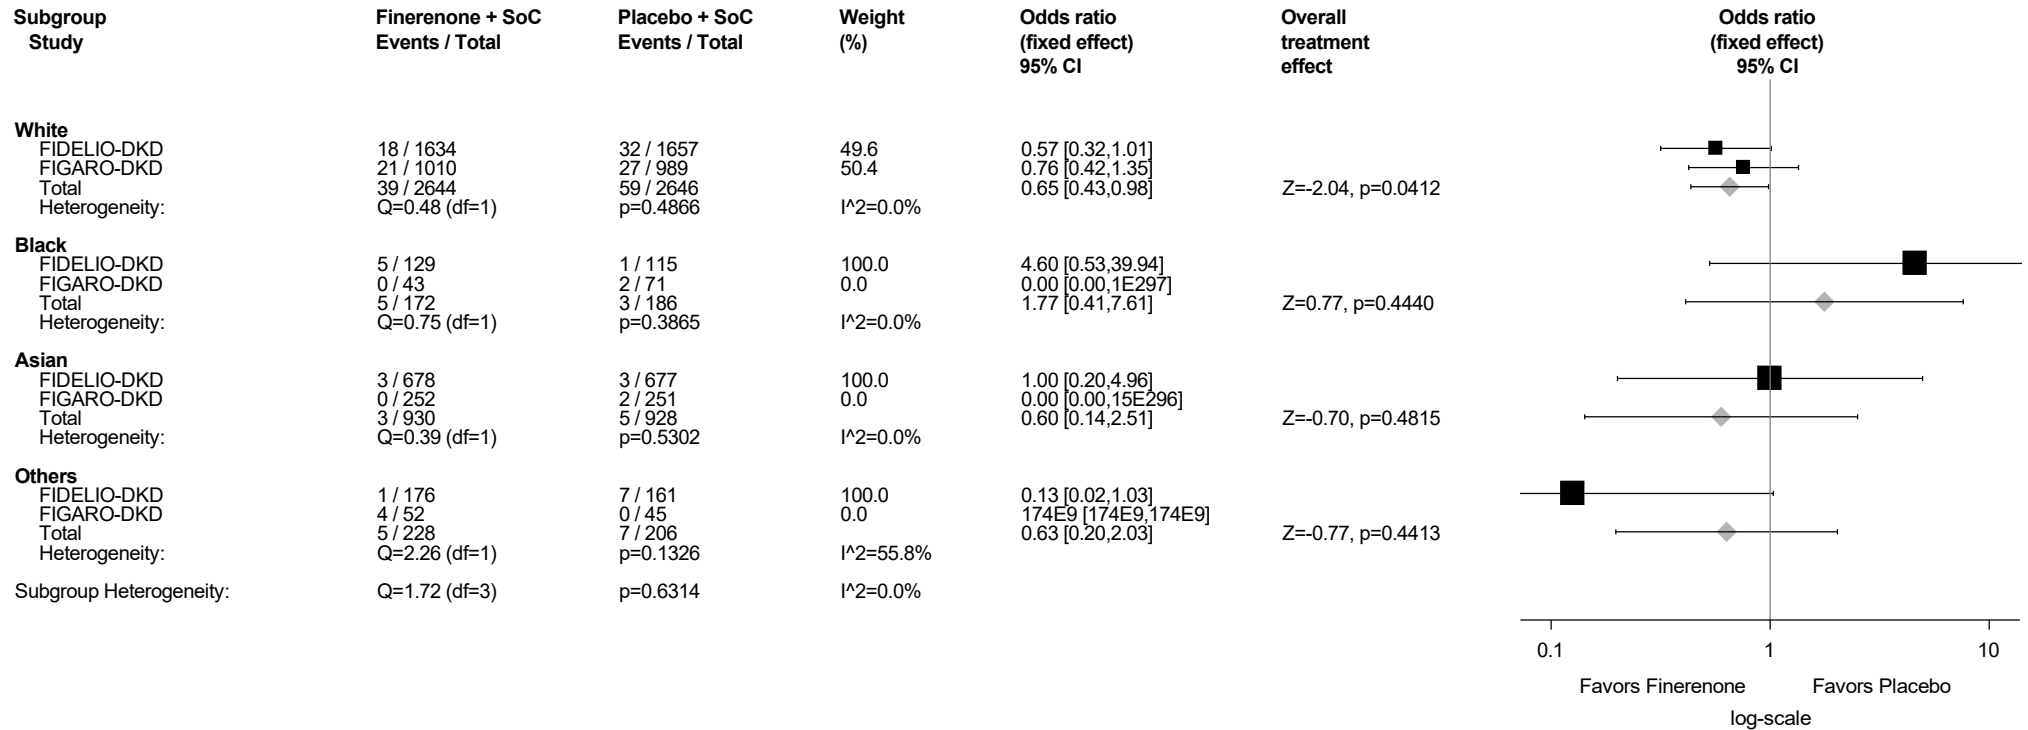 Subgroup Finerenone + SoC Placebo + SoC Weight Odds ratio Overall Odds ratio
Study Events / Total Events / Total (%) (fixed effect) treatment (fixed effect)
95% CI effect 95% CI
White
FIDELIO-DKD 18 / 1634 32 / 1657 49.6 0.57 [0.32,1.01]
FIGARO-DKD 21 / 1010 27 / 989 50.4 0.76 [0.42,1.35]
Total 39 / 2644 59 / 2646 0.65 [0.43,0.98] Z=-2.04, p=0.0412
Heterogeneity: Q=0.48 (df=1) p=0.4866 I^2=0.0%
Black
FIDELIO-DKD 5 / 129 1 / 115 100.0 4.60 [0.53,39.94]
FIGARO-DKD 0 / 43 2 / 71 0.0 0.00 [0.00,1E297]
Total 5 / 172 3 / 186 1.77 [0.41,7.61] Z=0.77, p=0.4440
Heterogeneity: Q=0.75 (df=1) p=0.3865 I^2=0.0%
Asian
FIDELIO-DKD 3 / 678 3 / 677 100.0 1.00 [0.20,4.96]
FIGARO-DKD 0 / 252 2 / 251 0.0 0.00 [0.00,15E296]
Total 3 / 930 5 / 928 0.60 [0.14,2.51] Z=-0.70, p=0.4815
Heterogeneity: Q=0.39 (df=1) p=0.5302 I^2=0.0%
Others
FIDELIO-DKD 1 / 176 7 / 161 100.0 0.13 [0.02,1.03]
FIGARO-DKD 4 / 52 0 / 45 0.0 174E9 [174E9,174E9]
Total 5 / 228 7 / 206 0.63 [0.20,2.03] Z=-0.77, p=0.4413
Heterogeneity: Q=2.26 (df=1) p=0.1326 I^2=55.8%
Subgroup Heterogeneity: Q=1.72 (df=3) p=0.6314 I^2=0.0%
0.1 1 10
Favors Finerenone Favors Placebo
log-scale